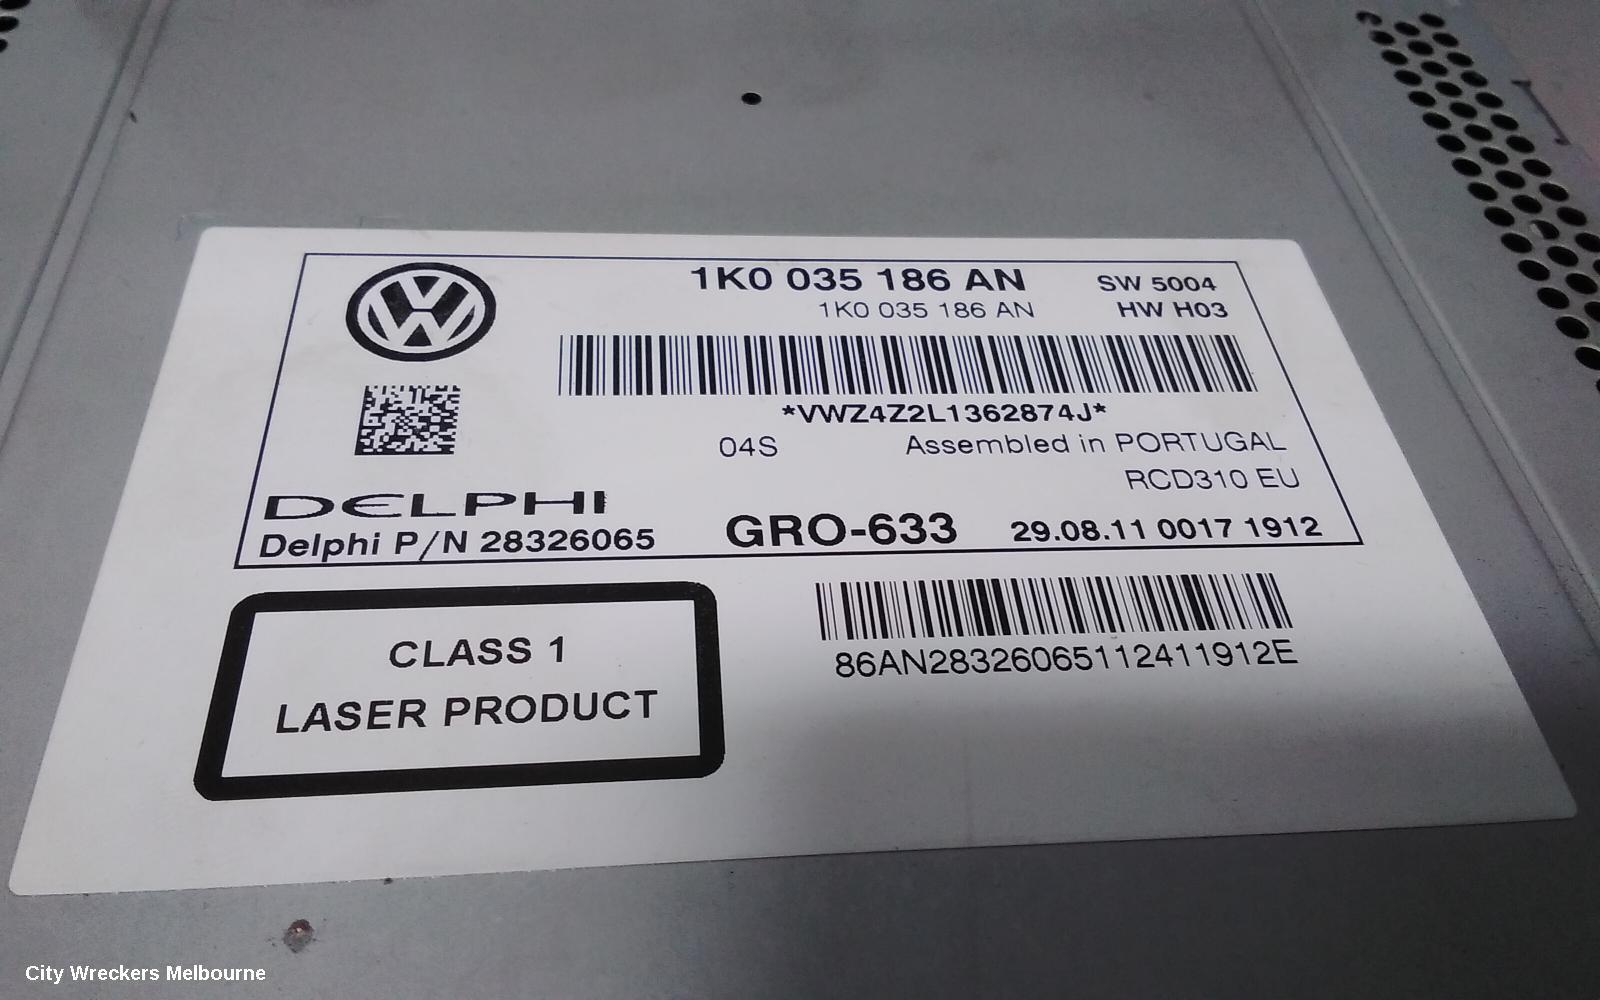 1K0 035 186 AN SW 5004
1K0 035 186 AN HW H03
*VWZ4Z2L1362874J*
04S Assembled in PORTUGAL
RCD310 EU
DELPHI
Delphi P/N 28326065 GRO-633 29.08.11 0017 1912
CLASS 1
LASER PRODUCT
86AN28326065112411912E
City Wreckers Melbourne